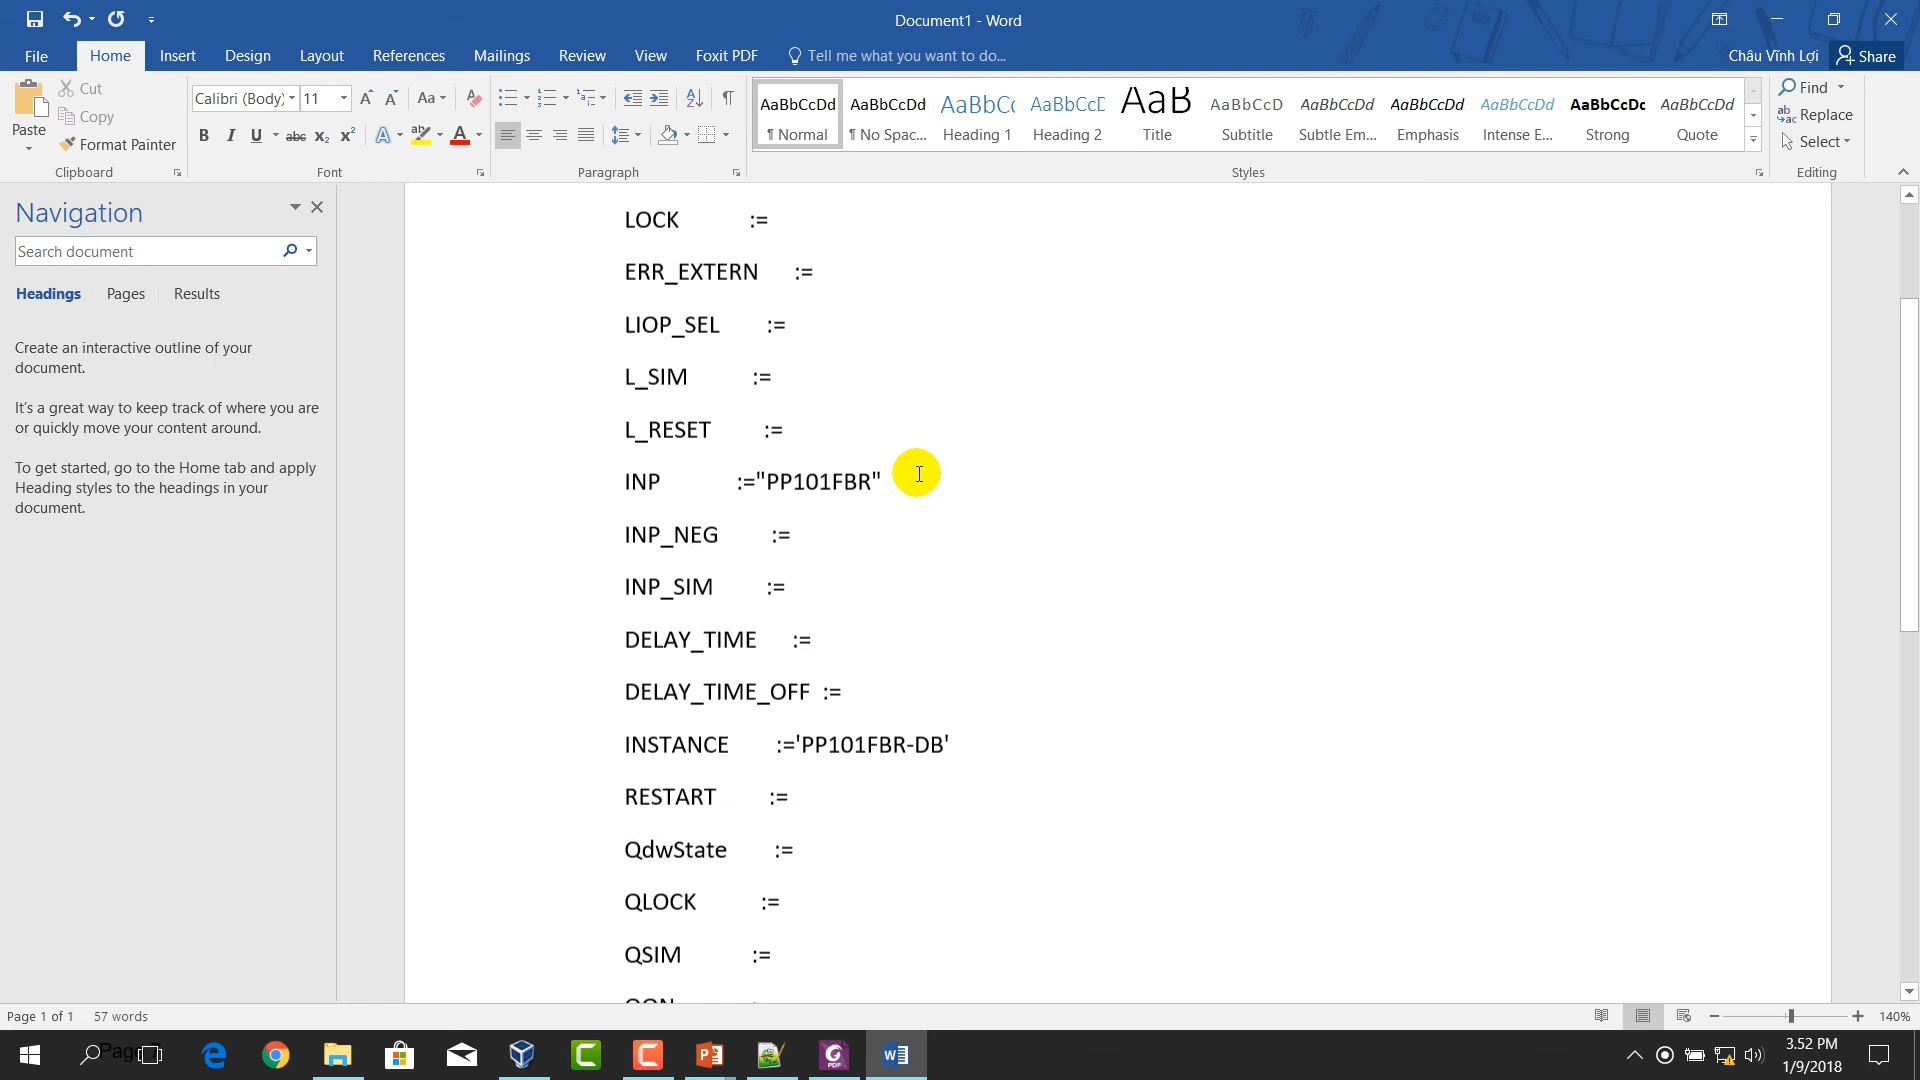 Document1 - Word
File Home Insert Design Layout References Mailings Review View Foxit PDF Tell me what you want to do... Châu Vĩnh Lợi Share
Paste
Cut
Copy
Format Painter
Clipboard
Calibri (Body) 11
Font
Paragraph
AaBbCcDd AaBbCcDd AaBbCc AaBbCcC AaB AaBbCcD AaBbCcDd AaBbCcDd AaBbCcDd AaBbCcDc AaBbCcDd
¶ Normal ¶ No Spac... Heading 1 Heading 2 Title Subtitle Subtle Em... Emphasis Intense E... Strong Quote
Styles
Find
Replace
Select
Editing
Navigation
Search document
Headings Pages Results
Create an interactive outline of your
document.
It's a great way to keep track of where you are
or quickly move your content around.
To get started, go to the Home tab and apply
Heading styles to the headings in your
document.
LOCK :=
ERR_EXTERN :=
LIOP_SEL :=
L_SIM :=
L_RESET :=
INP :="PP101FBR"
INP_NEG :=
INP_SIM :=
DELAY_TIME :=
DELAY_TIME_OFF :=
INSTANCE :='PP101FBR-DB'
RESTART :=
QdwState :=
QLOCK :=
QSIM :=
Page 1 of 1 57 words
140%
3.52 PM
1/9/2018